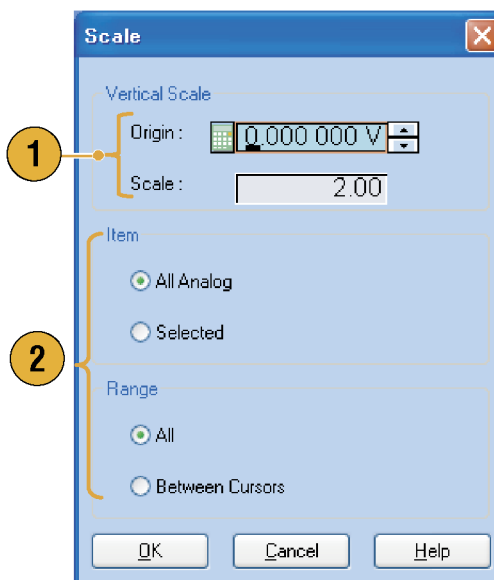 Scale
Vertical Scale
Origin :
0.000 000 V
1
Scale :
2.00
Item
All Analog
Selected
2
Range
All
Between Cursors
OK
Cancel
Help